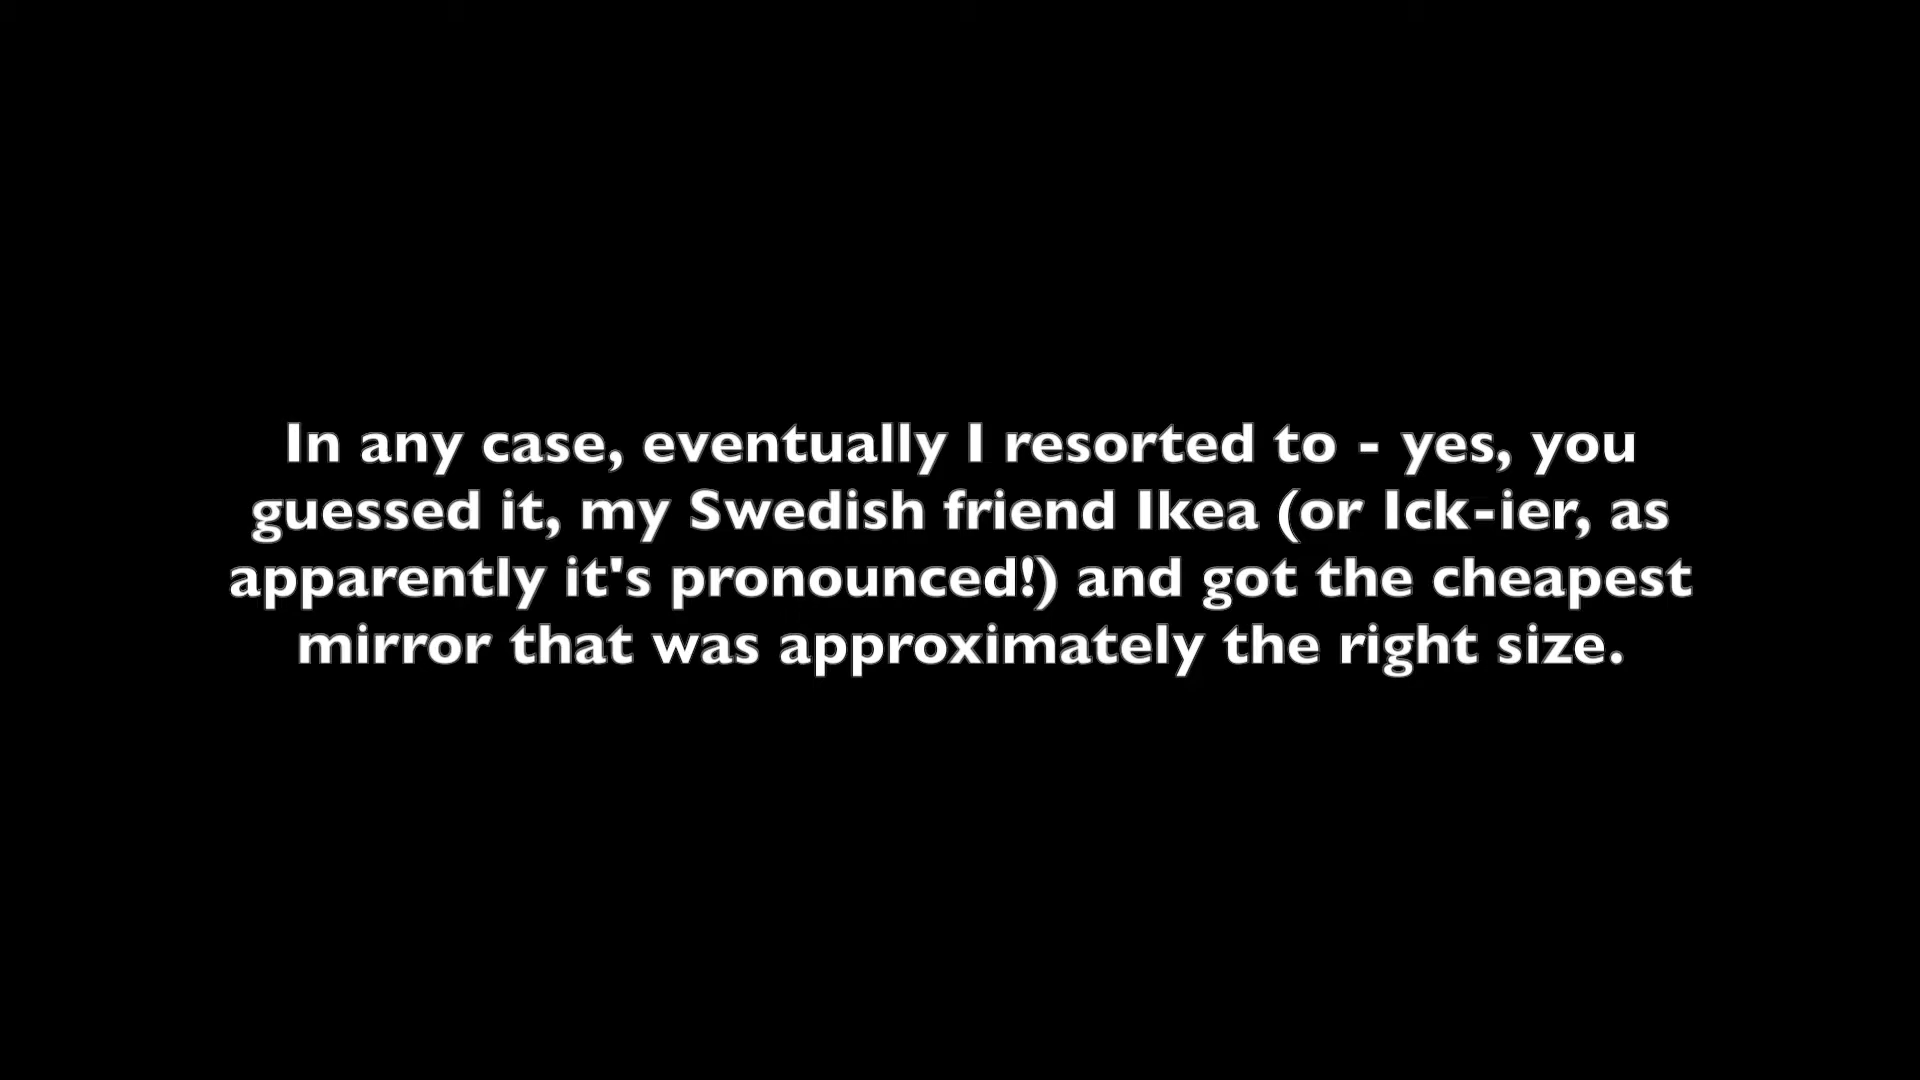 In any case, eventually I resorted to - yes, you
guessed it, my Swedish friend Ikea (or Ick-ier, as
apparently it's pronounced!) and got the cheapest
mirror that was approximately the right size.